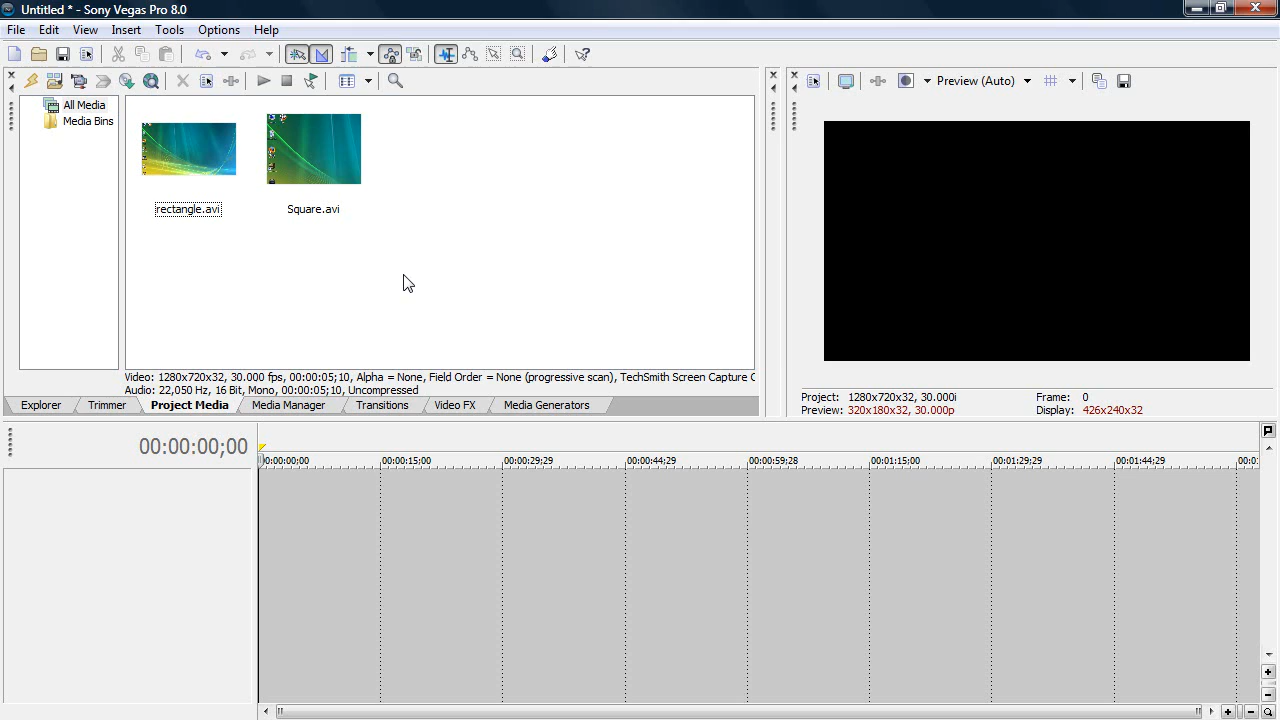 Untitled * - Sony Vegas Pro 8.0
File Edit View Insert Tools Options Help
Preview (Auto)
All Media
Media Bins
rectangle.avi
Square.avi
Video: 1280x720x32, 30.000 fps, 00:00:05;10, Alpha = None, Field Order = None (progressive scan), TechSmith Screen Capture C
Audio: 22,050 Hz, 16 Bit, Mono, 00:00:05;10, Uncompressed
Explorer Trimmer Project Media Media Manager Transitions Video FX Media Generators
Project: 1280x720x32, 30.000i
Frame: 0
Preview: 320x180x32, 30.000p
Display: 426x240x32
00:00:00;00
00:00:00;00 00:00:15;00 00:00:29;29 00:00:44;29 00:00:59;28 00:01:15;00 00:01:29;29 00:01:44;29 00:0